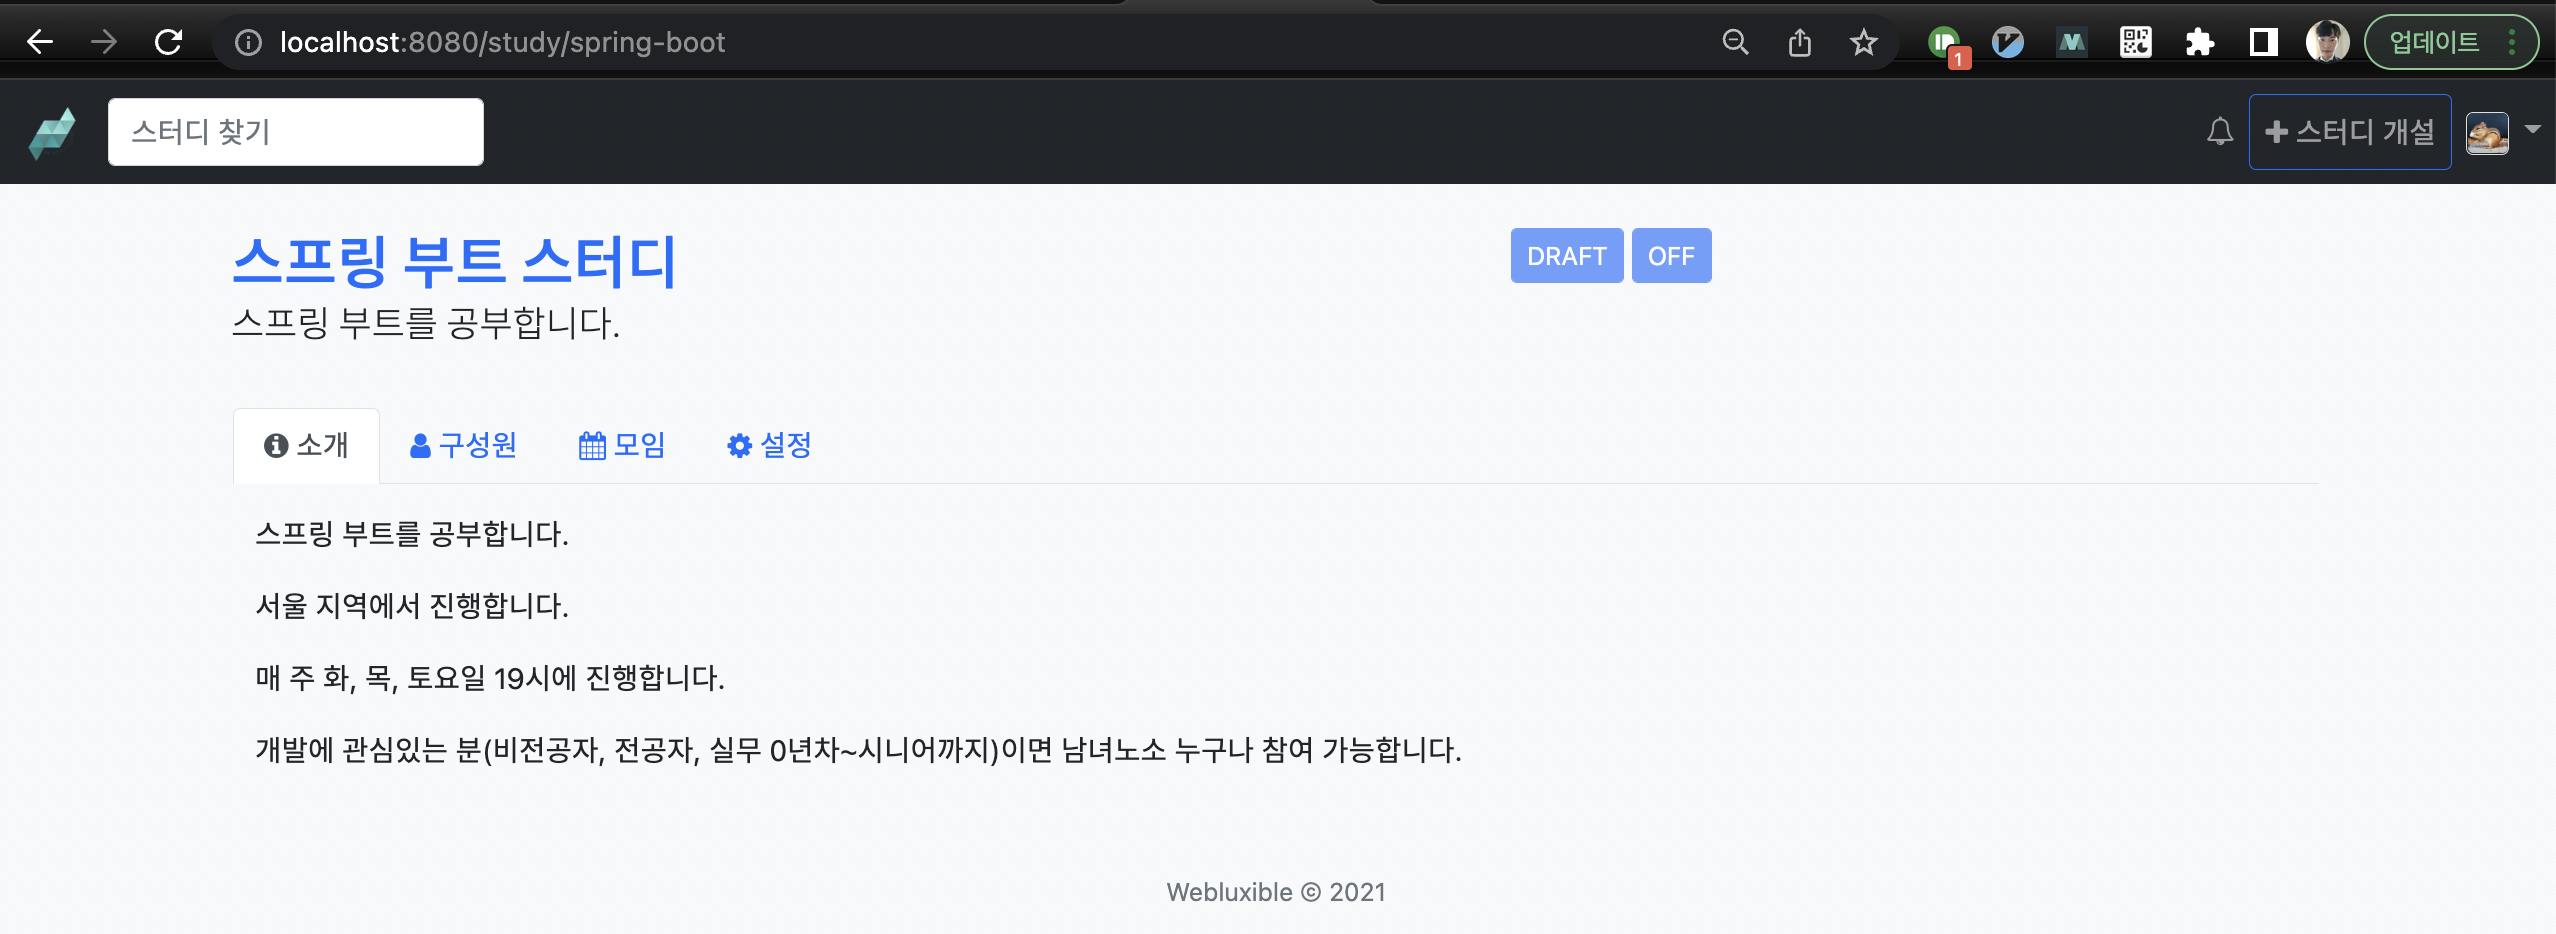 localhost:8080/study/spring-boot
1
업데이트
스터디 찾기
스터디 개설
스프링 부트 스터디
DRAFT OFF
스프링 부트를 공부합니다.
소개 구성원 모임 설정
스프링 부트를 공부합니다.
서울 지역에서 진행합니다.
매 주 화, 목, 토요일 19시에 진행합니다.
개발에 관심있는 분(비전공자, 전공자, 실무 0년차~시니어까지)이면 남녀노소 누구나 참여 가능합니다.
Webluxible © 2021